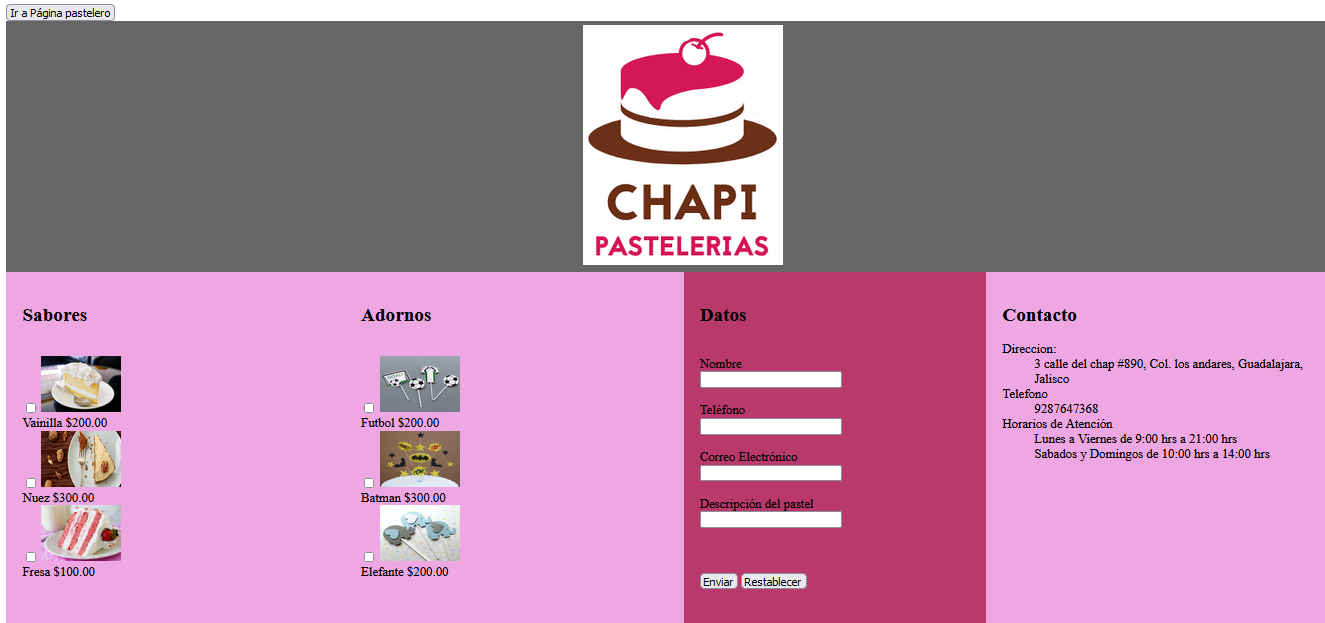 Ir a Página pastelero
CHAPI
PASTELERIAS
Sabores
Vainilla $200.00
Nuez $300.00
Fresa $100.00
Adornos
Futbol $200.00
Batman $300.00
Elefante $200.00
Datos
Nombre
Teléfono
Correo Electrónico
Descripción del pastel
Enviar Restablecer
Contacto
Direccion:
3 calle del chap #890, Col. los andares, Guadalajara,
Jalisco
Telefono
9287647368
Horarios de Atención
Lunes a Viernes de 9:00 hrs a 21:00 hrs
Sabados y Domingos de 10:00 hrs a 14:00 hrs